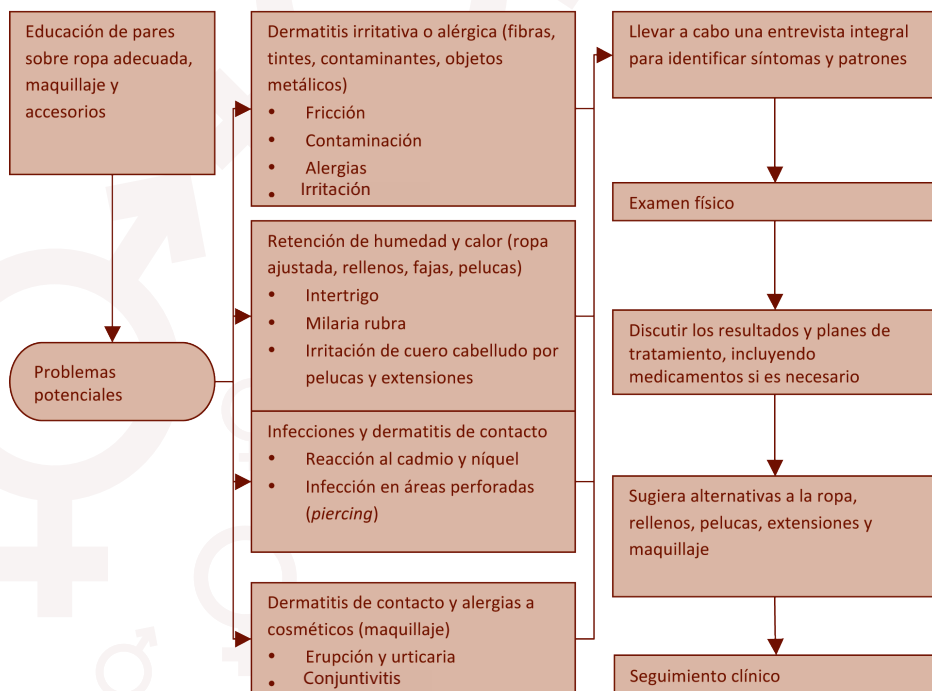 Educación de pares
sobre ropa adecuada,
maquillaje y
accesorios
Problemas
potenciales
Dermatitis irritativa o alérgica (fibras,
tintes, contaminantes, objetos
metálicos)
• Fricción
• Contaminación
• Alergias
• Irritación
Retención de humedad y calor (ropa
ajustada, rellenos, fajas, pelucas)
• Intertrigo
• Milaria rubra
• Irritación de cuero cabelludo por
pelucas y extensiones
Infecciones y dermatitis de contacto
• Reacción al cadmio y níquel
• Infección en áreas perforadas
(piercing)
Dermatitis de contacto y alergias a
cosméticos (maquillaje)
• Erupción y urticaria
• Conjuntivitis
Llevar a cabo una entrevista integral
para identificar síntomas y patrones
Examen físico
Discutir los resultados y planes de
tratamiento, incluyendo
medicamentos si es necesario
Sugiera alternativas a la ropa,
rellenos, pelucas, extensiones y
maquillaje
Seguimiento clínico